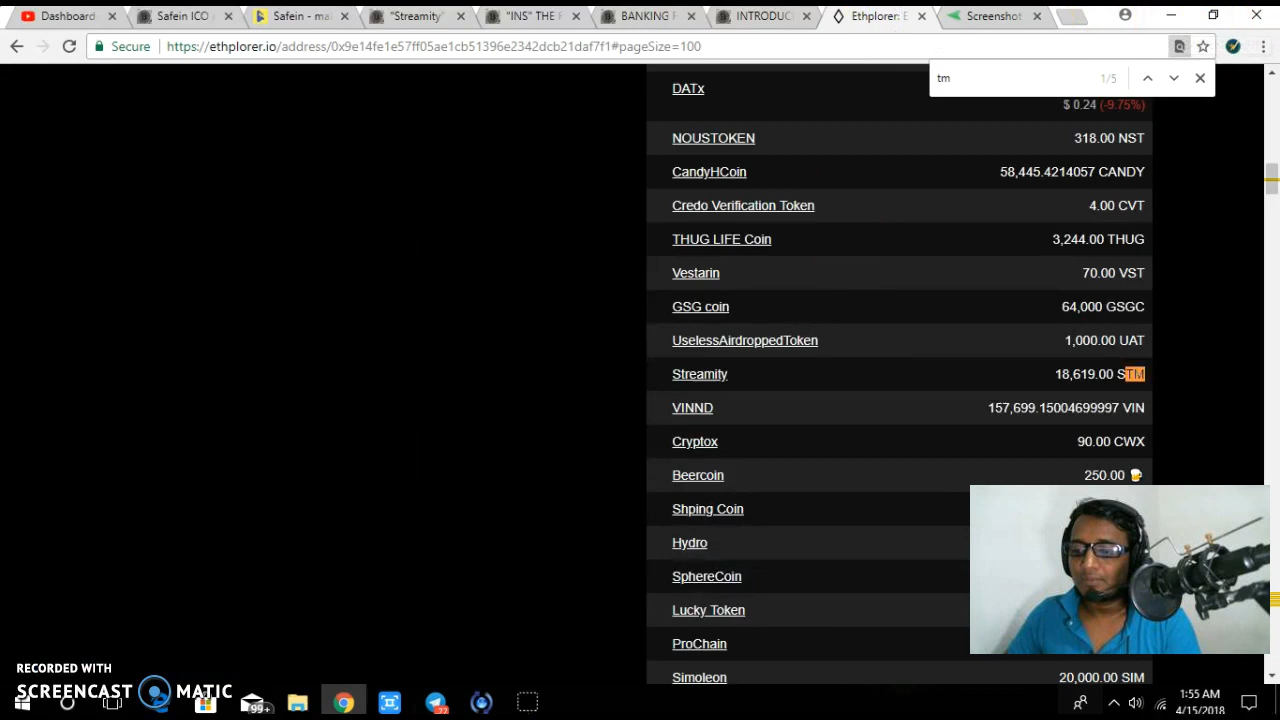 Dashboard
Safein ICO
Safein - mai
"Streamity"
"INS" THE F
BANKING F
INTRODUC
Ethplorer: E
Screenshot
Secure
https://ethplorer.io/address/0x9e14fe1e57ff05ae1cb51396e2342dcb21daf7f1#pageSize=100
tm 1/5
DATx
$ 0.24 (-9.75%)
NOUSTOKEN 318.00 NST
CandyHCoin 58,445.4214057 CANDY
Credo Verification Token 4.00 CVT
THUG LIFE Coin 3,244.00 THUG
Vestarin 70.00 VST
GSG coin 64,000 GSGC
UselessAirdroppedToken 1,000.00 UAT
Streamity 18,619.00 STM
VINND 157,699.15004699997 VIN
Cryptox 90.00 CWX
Beercoin 250.00 🍺
Shping Coin
Hydro
SphereCoin
Lucky Token
ProChain
Simoleon 20,000.00 SIM
RECORDED WITH
SCREENCAST MATIC
99+
77
1:55 AM
4/15/2018